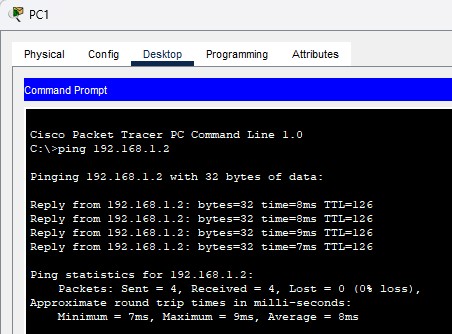 PC1
Physical Config Desktop Programming Attributes
Command Prompt
Cisco Packet Tracer PC Command Line 1.0
C:\>ping 192.168.1.2
Pinging 192.168.1.2 with 32 bytes of data:
Reply from 192.168.1.2: bytes=32 time=8ms TTL=126
Reply from 192.168.1.2: bytes=32 time=8ms TTL=126
Reply from 192.168.1.2: bytes=32 time=9ms TTL=126
Reply from 192.168.1.2: bytes=32 time=7ms TTL=126
Ping statistics for 192.168.1.2:
Packets: Sent = 4, Received = 4, Lost = 0 (0% loss),
Approximate round trip times in milli-seconds:
Minimum = 7ms, Maximum = 9ms, Average = 8ms